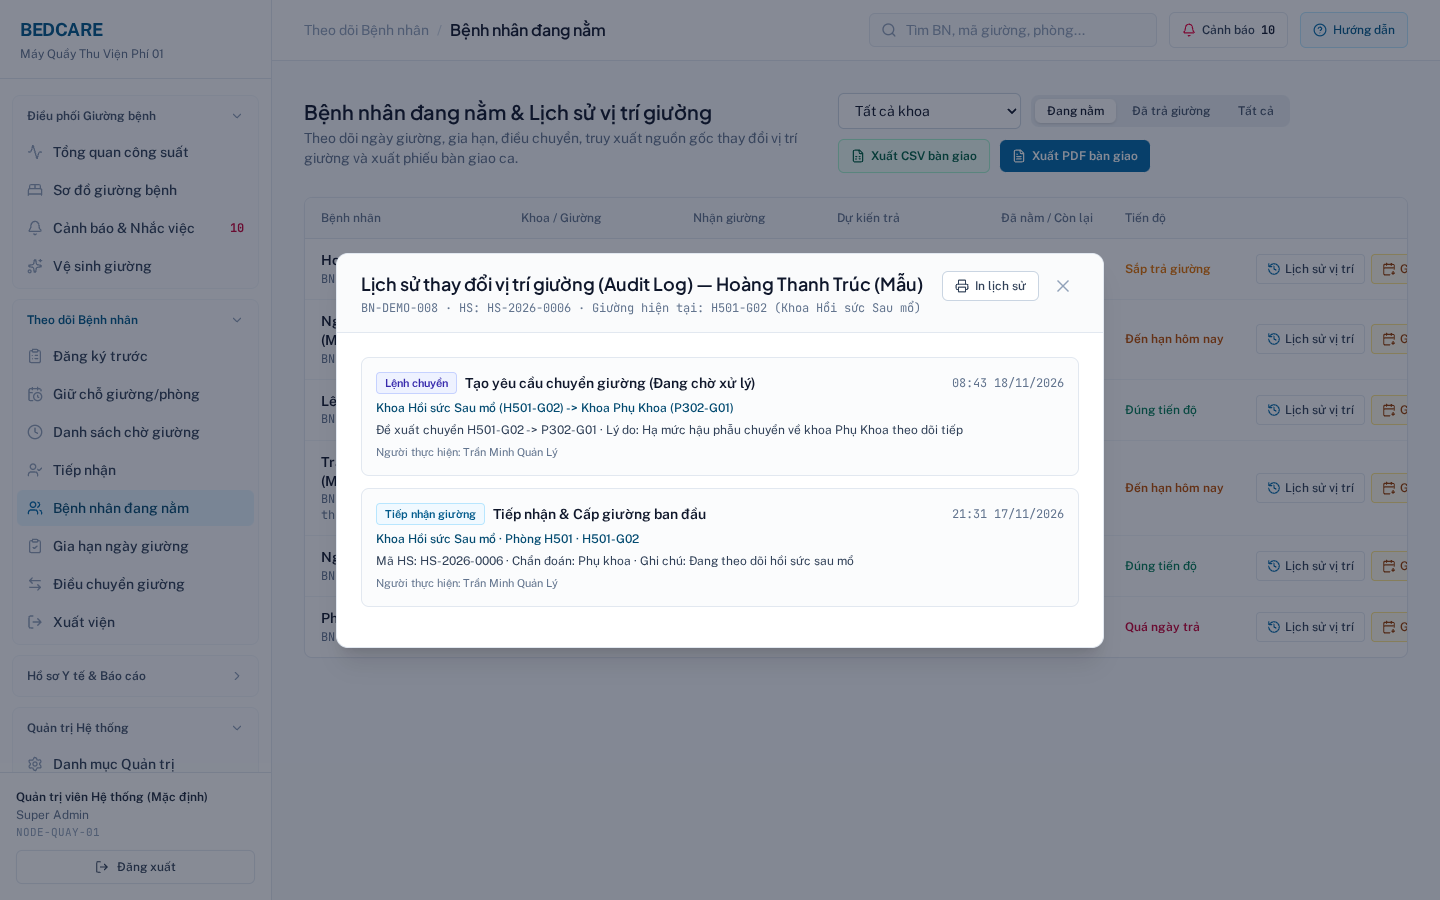 BEDCARE
Máy Quầy Thu Viện Phí 01
Điều phối Giường bệnh
Tổng quan công suất
Sơ đồ giường bệnh
Cảnh báo & Nhắc việc 10
Vệ sinh giường
Theo dõi Bệnh nhân
Đăng ký trước
Giữ chỗ giường/phòng
Danh sách chờ giường
Tiếp nhận
Bệnh nhân đang nằm
Gia hạn ngày giường
Điều chuyển giường
Xuất viện
Hồ sơ Y tế & Báo cáo
Quản trị Hệ thống
Danh mục Quản trị
Quản trị viên Hệ thống (Mặc định)
Super Admin
NODE-QUAY-01
Đăng xuất
Theo dõi Bệnh nhân / Bệnh nhân đang nằm
Tìm BN, mã giường, phòng...
Cảnh báo 10
Hướng dẫn
Bệnh nhân đang nằm & Lịch sử vị trí giường
Theo dõi ngày giường, gia hạn, điều chuyển, truy xuất nguồn gốc thay đổi vị trí
giường và xuất phiếu bàn giao ca.
Tất cả khoa
Đang nằm Đã trả giường Tất cả
Xuất CSV bàn giao
Xuất PDF bàn giao
Bệnh nhân Khoa / Giường Nhận giường Dự kiến trả Đã nằm / Còn lại Tiến độ
Sắp trả giường Lịch sử vị trí
Đến hạn hôm nay Lịch sử vị trí
Đúng tiến độ Lịch sử vị trí
Đến hạn hôm nay Lịch sử vị trí
Đúng tiến độ Lịch sử vị trí
Quá ngày trả Lịch sử vị trí
Lịch sử thay đổi vị trí giường (Audit Log) — Hoàng Thanh Trúc (Mẫu)
BN-DEMO-008 · HS: HS-2026-0006 · Giường hiện tại: H501-G02 (Khoa Hồi sức Sau mổ)
In lịch sử
Lệnh chuyển Tạo yêu cầu chuyển giường (Đang chờ xử lý) 08:43 18/11/2026
Khoa Hồi sức Sau mổ (H501-G02) -> Khoa Phụ Khoa (P302-G01)
Đề xuất chuyển H501-G02 -> P302-G01 · Lý do: Hạ mức hậu phẫu chuyển về khoa Phụ Khoa theo dõi tiếp
Người thực hiện: Trần Minh Quản Lý
Tiếp nhận giường Tiếp nhận & Cấp giường ban đầu 21:31 17/11/2026
Khoa Hồi sức Sau mổ · Phòng H501 · H501-G02
Mã HS: HS-2026-0006 · Chẩn đoán: Phụ khoa · Ghi chú: Đang theo dõi hồi sức sau mổ
Người thực hiện: Trần Minh Quản Lý